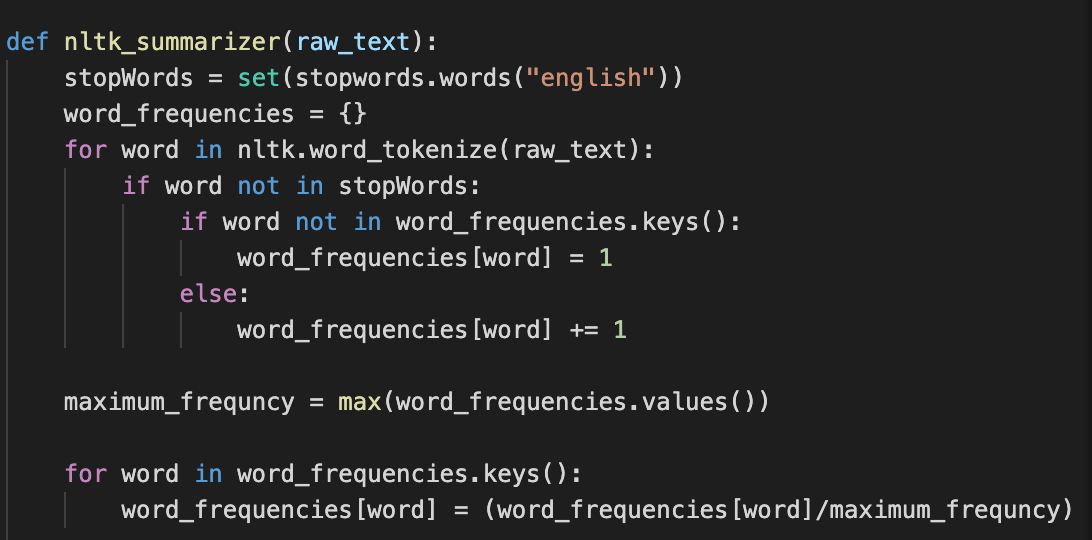 def nltk_summarizer(raw_text):
    stopWords = set(stopwords.words("english"))
    word_frequencies = {}
    for word in nltk.word_tokenize(raw_text):
        if word not in stopWords:
            if word not in word_frequencies.keys():
                word_frequencies[word] = 1
            else:
                word_frequencies[word] += 1

    maximum_frequncy = max(word_frequencies.values())

    for word in word_frequencies.keys():
        word_frequencies[word] = (word_frequencies[word]/maximum_frequncy)